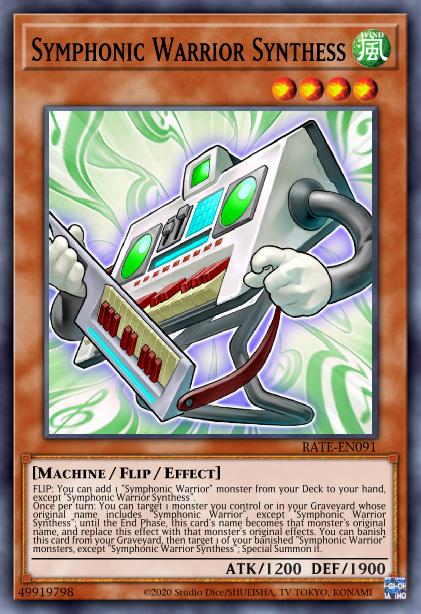 SYMPHONIC WARRIOR SYNTHESS
WIND
風
RATE-EN091
[MACHINE / FLIP / EFFECT]
FLIP: You can add 1 "Symphonic Warrior" monster from your Deck to your hand,
except "Symphonic Warrior Synthess".
Once per turn: You can target 1 monster you control or in your Graveyard whose
original name includes "Symphonic Warrior", except "Symphonic Warrior
Synthess"; until the End Phase, this card's name becomes that monster's original
name, and replace this effect with that monster's original effects. You can banish
this card from your Graveyard, then target 1 of your banished "Symphonic Warrior"
monsters, except "Symphonic Warrior Synthess"; Special Summon it.
ATK/1200 DEF/1900
49919798
©2020 Studio Dice/SHUEISHA, TV TOKYO, KONAMI